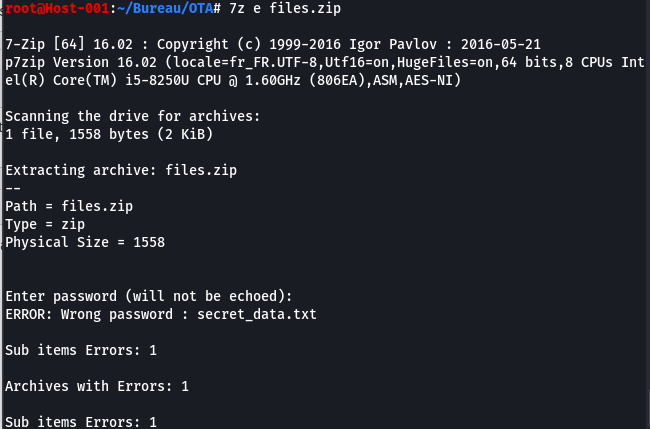 root@Host-001:~/Bureau/OTA# 7z e files.zip
7-Zip [64] 16.02 : Copyright (c) 1999-2016 Igor Pavlov : 2016-05-21
p7zip Version 16.02 (locale=fr_FR.UTF-8,Utf16=on,HugeFiles=on,64 bits,8 CPUs Int
el(R) Core(TM) i5-8250U CPU @ 1.60GHz (806EA),ASM,AES-NI)
Scanning the drive for archives:
1 file, 1558 bytes (2 KiB)
Extracting archive: files.zip
--
Path = files.zip
Type = zip
Physical Size = 1558
Enter password (will not be echoed):
ERROR: Wrong password : secret_data.txt
Sub items Errors: 1
Archives with Errors: 1
Sub items Errors: 1